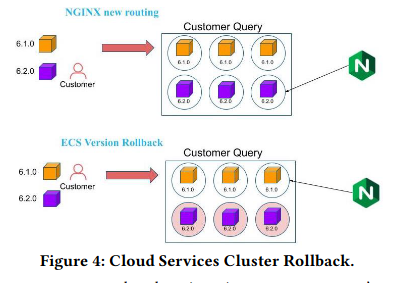 NGINX new routing
Customer Query
6.1.0
6.2.0
Customer
6.1.0 6.1.0 6.1.0
6.2.0 6.2.0 6.2.0
N
ECS Version Rollback
Customer Query
6.1.0
6.2.0
Customer
6.1.0 6.1.0 6.1.0
6.2.0 6.2.0 6.2.0
N
Figure 4: Cloud Services Cluster Rollback.